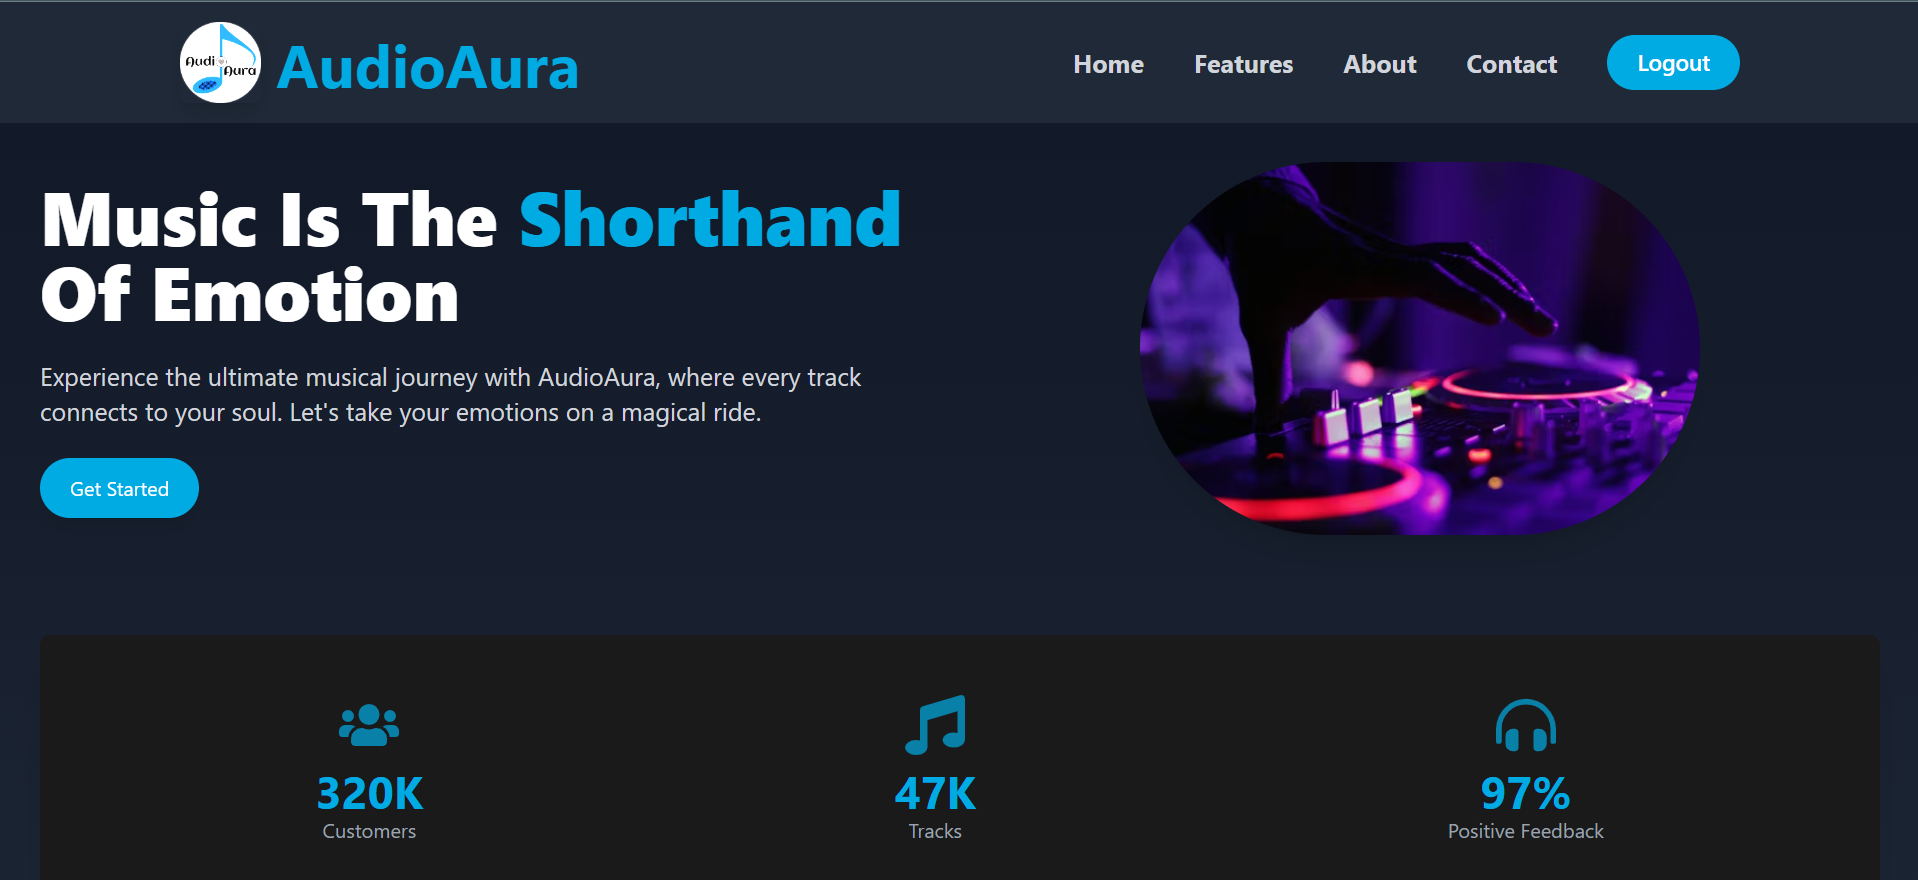 Audi Aura
AudioAura
Home
Features
About
Contact
Logout
Music Is The Shorthand
Of Emotion
Experience the ultimate musical journey with AudioAura, where every track
connects to your soul. Let's take your emotions on a magical ride.
Get Started
320K
Customers
47K
Tracks
97%
Positive Feedback